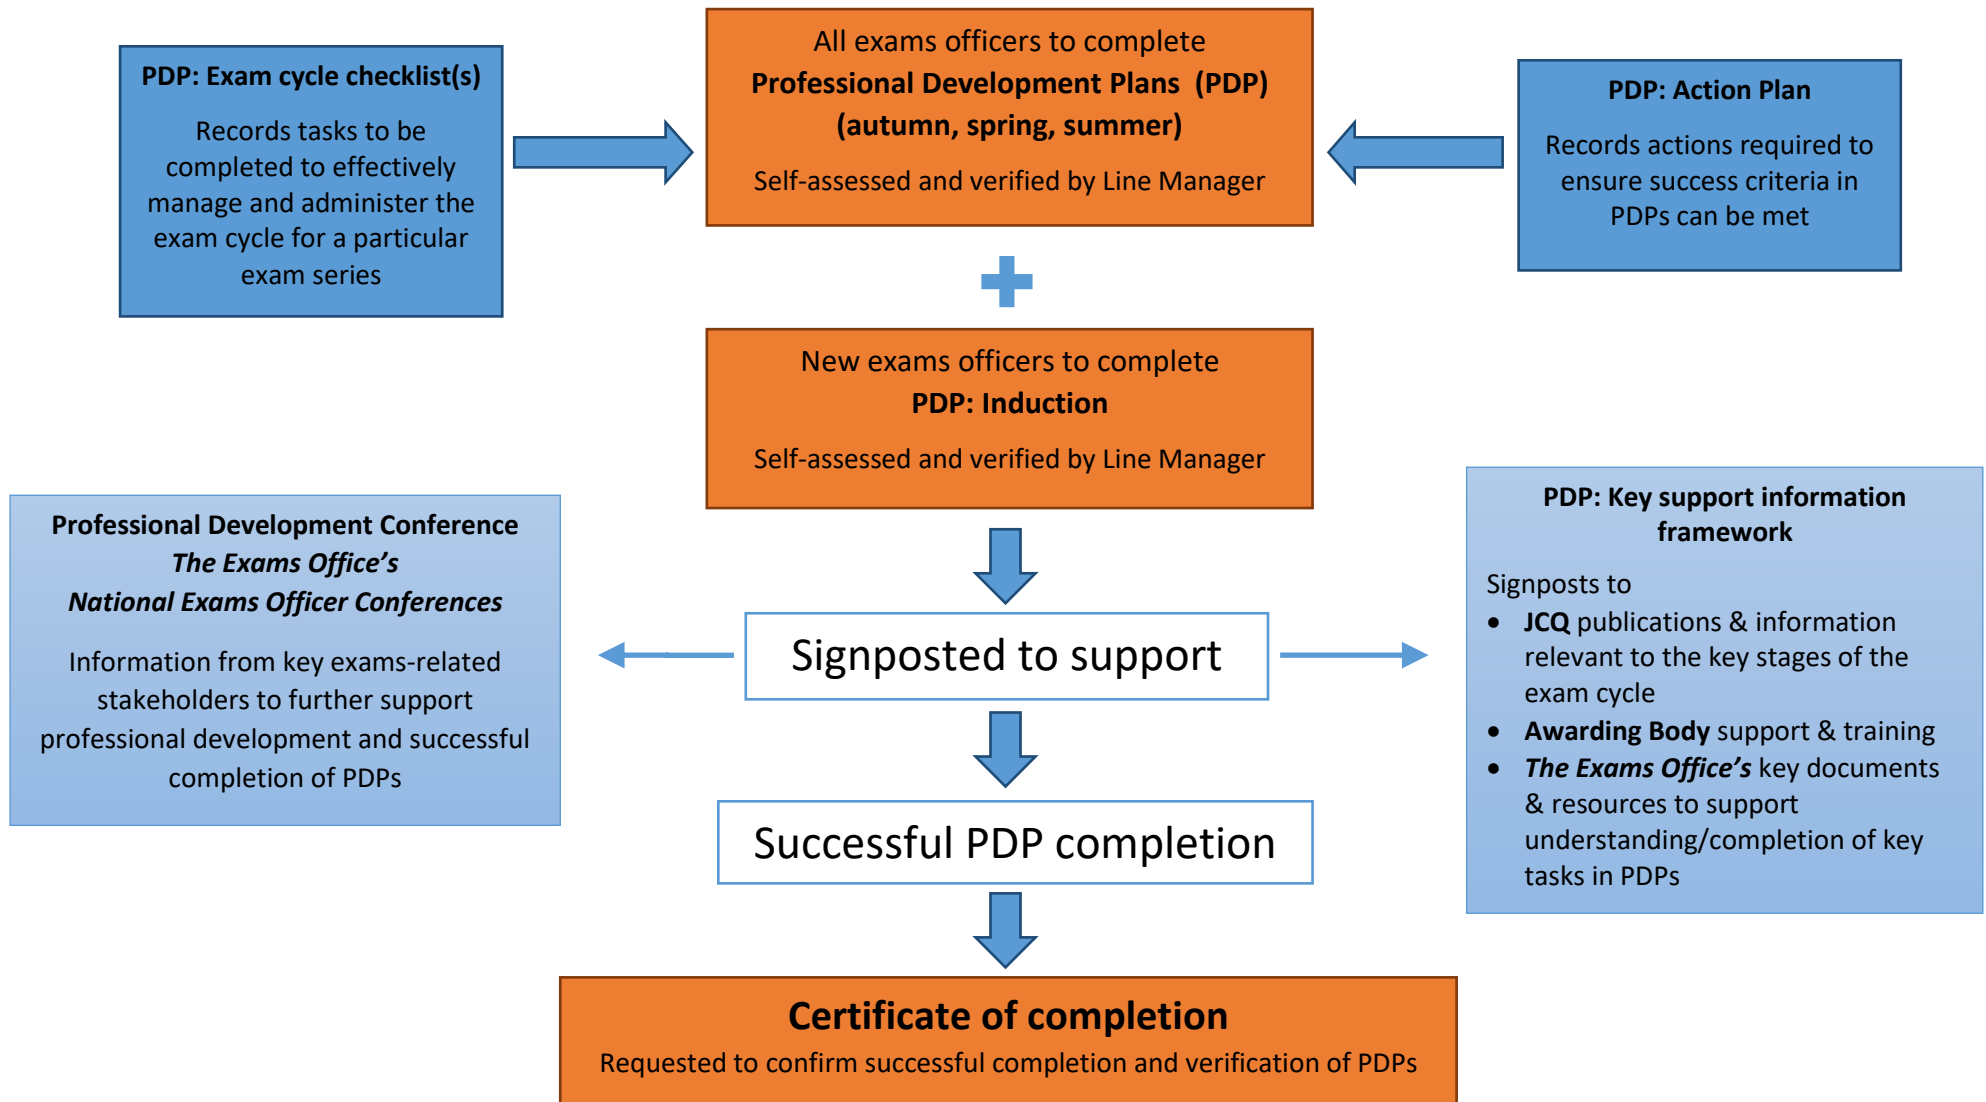 All exams officers to complete
Professional Development Plans (PDP)
(autumn, spring, summer)
Self-assessed and verified by Line Manager
PDP: Exam cycle checklist(s)
Records tasks to be
completed to effectively
manage and administer the
exam cycle for a particular
exam series
PDP: Action Plan
Records actions required to
ensure success criteria in
PDPs can be met
New exams officers to complete
PDP: Induction
Self-assessed and verified by Line Manager
Professional Development Conference
The Exams Office’s
National Exams Officer Conferences
Information from key exams-related
stakeholders to further support
professional development and successful
completion of PDPs
Signposted to support
PDP: Key support information
framework
Signposts to
• JCQ publications & information
relevant to the key stages of the
exam cycle
• Awarding Body support & training
• The Exams Office’s key documents
& resources to support
understanding/completion of key
tasks in PDPs
Successful PDP completion
Certificate of completion
Requested to confirm successful completion and verification of PDPs